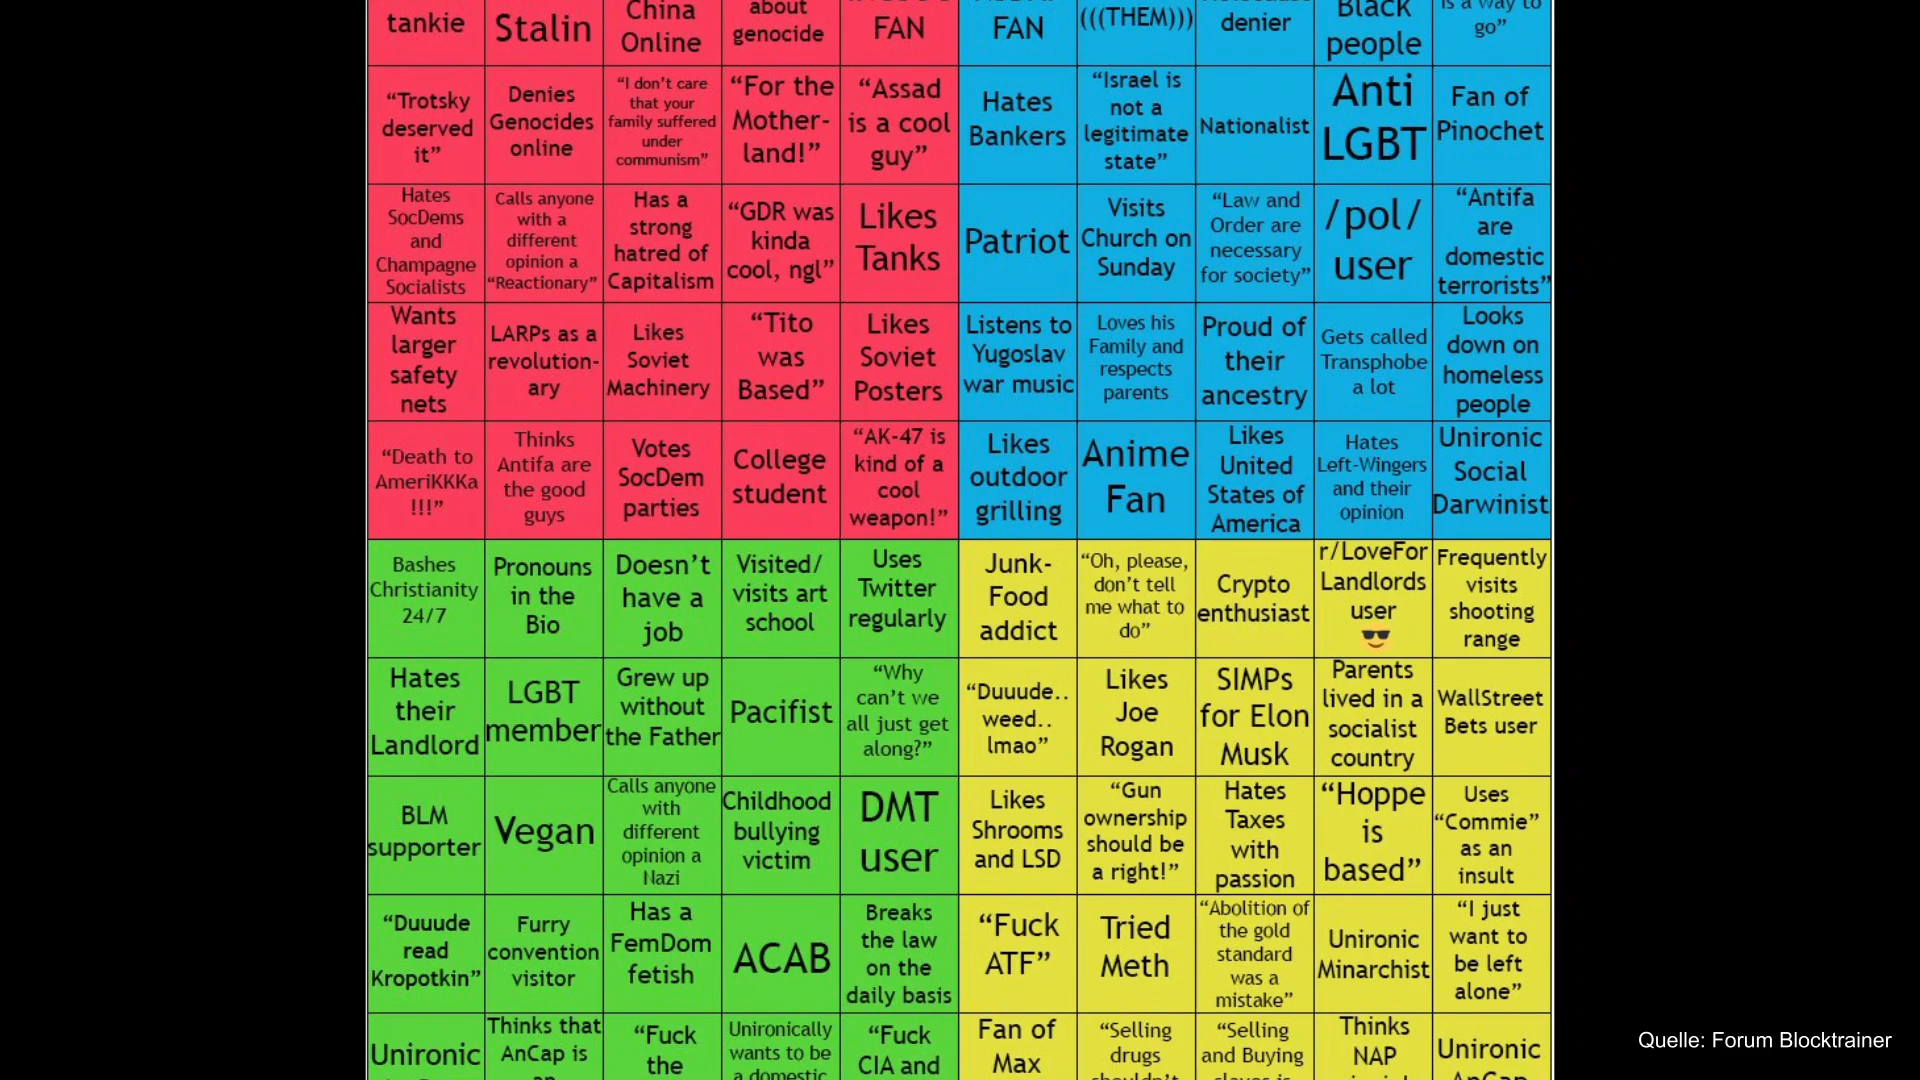 tankie
Stalin
China
Online
about
genocide
FAN
FAN
(((THEM)))
denier
Black
people
is a way to
go”
“Trotsky
deserved
it”
Denies
Genocides
online
“I don’t care
that your
family suffered
under
communism”
“For the
Mother-
land!”
“Assad
is a cool
guy”
Hates
Bankers
“Israel is
not a
legitimate
state”
Nationalist
Anti
LGBT
Fan of
Pinochet
Hates
SocDems
and
Champagne
Socialists
Calls anyone
with a
different
opinion a
“Reactionary”
Has a
strong
hatred of
Capitalism
“GDR was
kinda
cool, ngl”
Likes
Tanks
Patriot
Visits
Church on
Sunday
“Law and
Order are
necessary
for society”
/pol/
user
“Antifa
are
domestic
terrorists”
Wants
larger
safety
nets
LARPs as a
revolution-
ary
Likes
Soviet
Machinery
“Tito
was
Based”
Likes
Soviet
Posters
Listens to
Yugoslav
war music
Loves his
Family and
respects
parents
Proud of
their
ancestry
Gets called
Transphobe
a lot
Looks
down on
homeless
people
“Death to
AmeriKKKa
!!!”
Thinks
Antifa are
the good
guys
Votes
SocDem
parties
College
student
“AK-47 is
kind of a
cool
weapon!”
Likes
outdoor
grilling
Anime
Fan
Likes
United
States of
America
Hates
Left-Wingers
and their
opinion
Unironic
Social
Darwinist
Bashes
Christianity
24/7
Pronouns
in the
Bio
Doesn’t
have a
job
Visited/
visits art
school
Uses
Twitter
regularly
Junk-
Food
addict
“Oh, please,
don’t tell
me what to
do”
Crypto
enthusiast
r/LoveFor
Landlords
user
😎
Frequently
visits
shooting
range
Hates
their
Landlord
LGBT
member
Grew up
without
the Father
Pacifist
“Why
can’t we
all just get
along?”
“Duuude..
weed..
lmao”
Likes
Joe
Rogan
SIMPs
for Elon
Musk
Parents
lived in a
socialist
country
WallStreet
Bets user
BLM
supporter
Vegan
Calls anyone
with
different
opinion a
Nazi
Childhood
bullying
victim
DMT
user
Likes
Shrooms
and LSD
“Gun
ownership
should be
a right!”
Hates
Taxes
with
passion
“Hoppe
is
based”
Uses
“Commie”
as an
insult
“Duuude
read
Kropotkin”
Furry
convention
visitor
Has a
FemDom
fetish
ACAB
Breaks
the law
on the
daily basis
“Fuck
ATF”
Tried
Meth
“Abolition of
the gold
standard
was a
mistake”
Unironic
Minarchist
“I just
want to
be left
alone”
Unironic
Thinks that
AnCap is
an
“Fuck
the
Unironically
wants to be
a domestic
“Fuck
CIA and
Fan of
Max
“Selling
drugs
shouldn’t
“Selling
and Buying
slaves is
Thinks
NAP
Unironic
AnCap
Quelle: Forum Blocktrainer